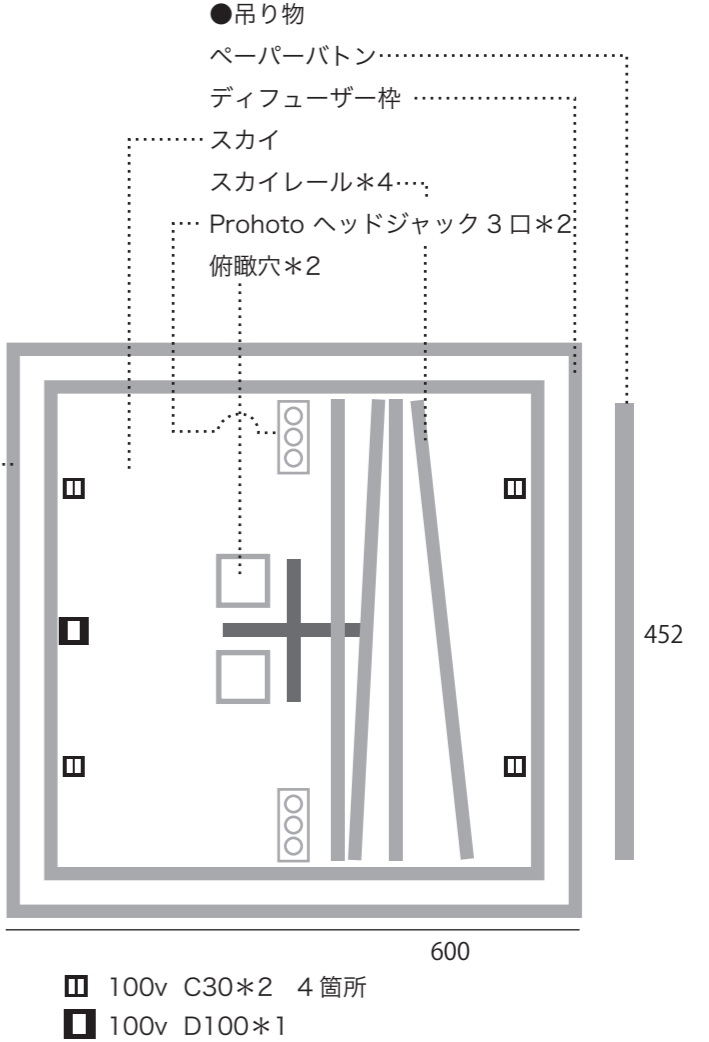 ●吊り物
ペーパーバトン
ディフューザー枠
スカイ
スカイレール＊4
Prohoto ヘッドジャック 3 口＊2
俯瞰穴＊2
452
600
100v C30＊2 4 箇所
100v D100＊1